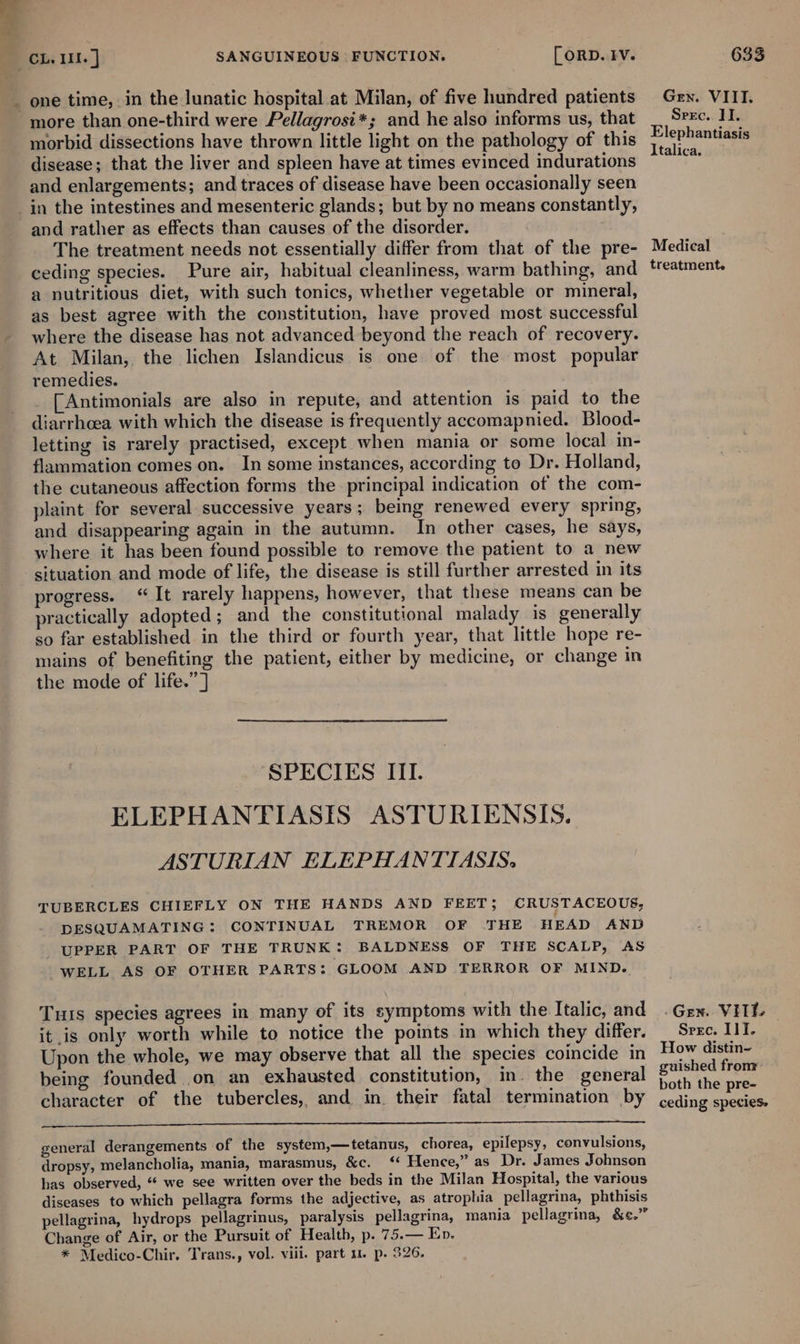 CL. III.] SANGUINEOUS FUNCTION. [ORD. IV. 633
one time, in the lunatic hospital at Milan, of five hundred patients
more than one-third were Pellagrosi*; and he also informs us, that
morbid dissections have thrown little light on the pathology of this
disease; that the liver and spleen have at times evinced indurations
and enlargements; and traces of disease have been occasionally seen
in the intestines and mesenteric glands; but by no means constantly,
and rather as effects than causes of the disorder.
Gen. VIII.
Spec. II.
Elephantiasis
Italica.
The treatment needs not essentially differ from that of the pre-
ceding species. Pure air, habitual cleanliness, warm bathing, and
a nutritious diet, with such tonics, whether vegetable or mineral,
as best agree with the constitution, have proved most successful
where the disease has not advanced beyond the reach of recovery.
At Milan, the lichen Islandicus is one of the most popular
remedies.
Medical
treatment.
[Antimonials are also in repute, and attention is paid to the
diarrhœa with which the disease is frequently accomapnied. Blood-
letting is rarely practised, except when mania or some local in-
flammation comes on. In some instances, according to Dr. Holland,
the cutaneous affection forms the principal indication of the com-
plaint for several successive years; being renewed every spring,
and disappearing again in the autumn. In other cases, he says,
where it has been found possible to remove the patient to a new
situation and mode of life, the disease is still further arrested in its
progress. “It rarely happens, however, that these means can be
practically adopted; and the constitutional malady is generally
so far established in the third or fourth year, that little hope re-
mains of benefiting the patient, either by medicine, or change in
the mode of life.”]
SPECIES III.
ELEPHANTIASIS ASTURIENSIS.
ASTURIAN ELEPHANTIASIS.
TUBERCLES CHIEFLY ON THE HANDS AND FEET; CRUSTACEOUS,
DESQUAMATING: CONTINUAL TREMOR OF THE HEAD AND
UPPER PART OF THE TRUNK: BALDNESS OF THE SCALP, AS
WELL AS OF OTHER PARTS: GLOOM AND TERROR OF MIND.
This species agrees in many of its symptoms with the Italic, and
it is only worth while to notice the points in which they differ.
Upon the whole, we may observe that all the species coincide in
being founded on an exhausted constitution, in the general
character of the tubercles, and in their fatal termination by
Gen. VIII.
Spec. III.
How distin-
guished from
both the pre-
ceding species.
general derangements of the system,—tetanus, chorea, epilepsy, convulsions,
dropsy, melancholia, mania, marasmus, &c. “Hence,” as Dr. James Johnson
has observed, “we see written over the beds in the Milan Hospital, the various
diseases to which pellagra forms the adjective, as atrophia pellagrina, phthisis
pellagrina, hydrops pellagrinus, paralysis pellagrina, mania pellagrina, &c.”
Change of Air, or the Pursuit of Health, p. 75.—Ed.
* Medico-Chir. Trans., vol. viii. part II. p. 326.